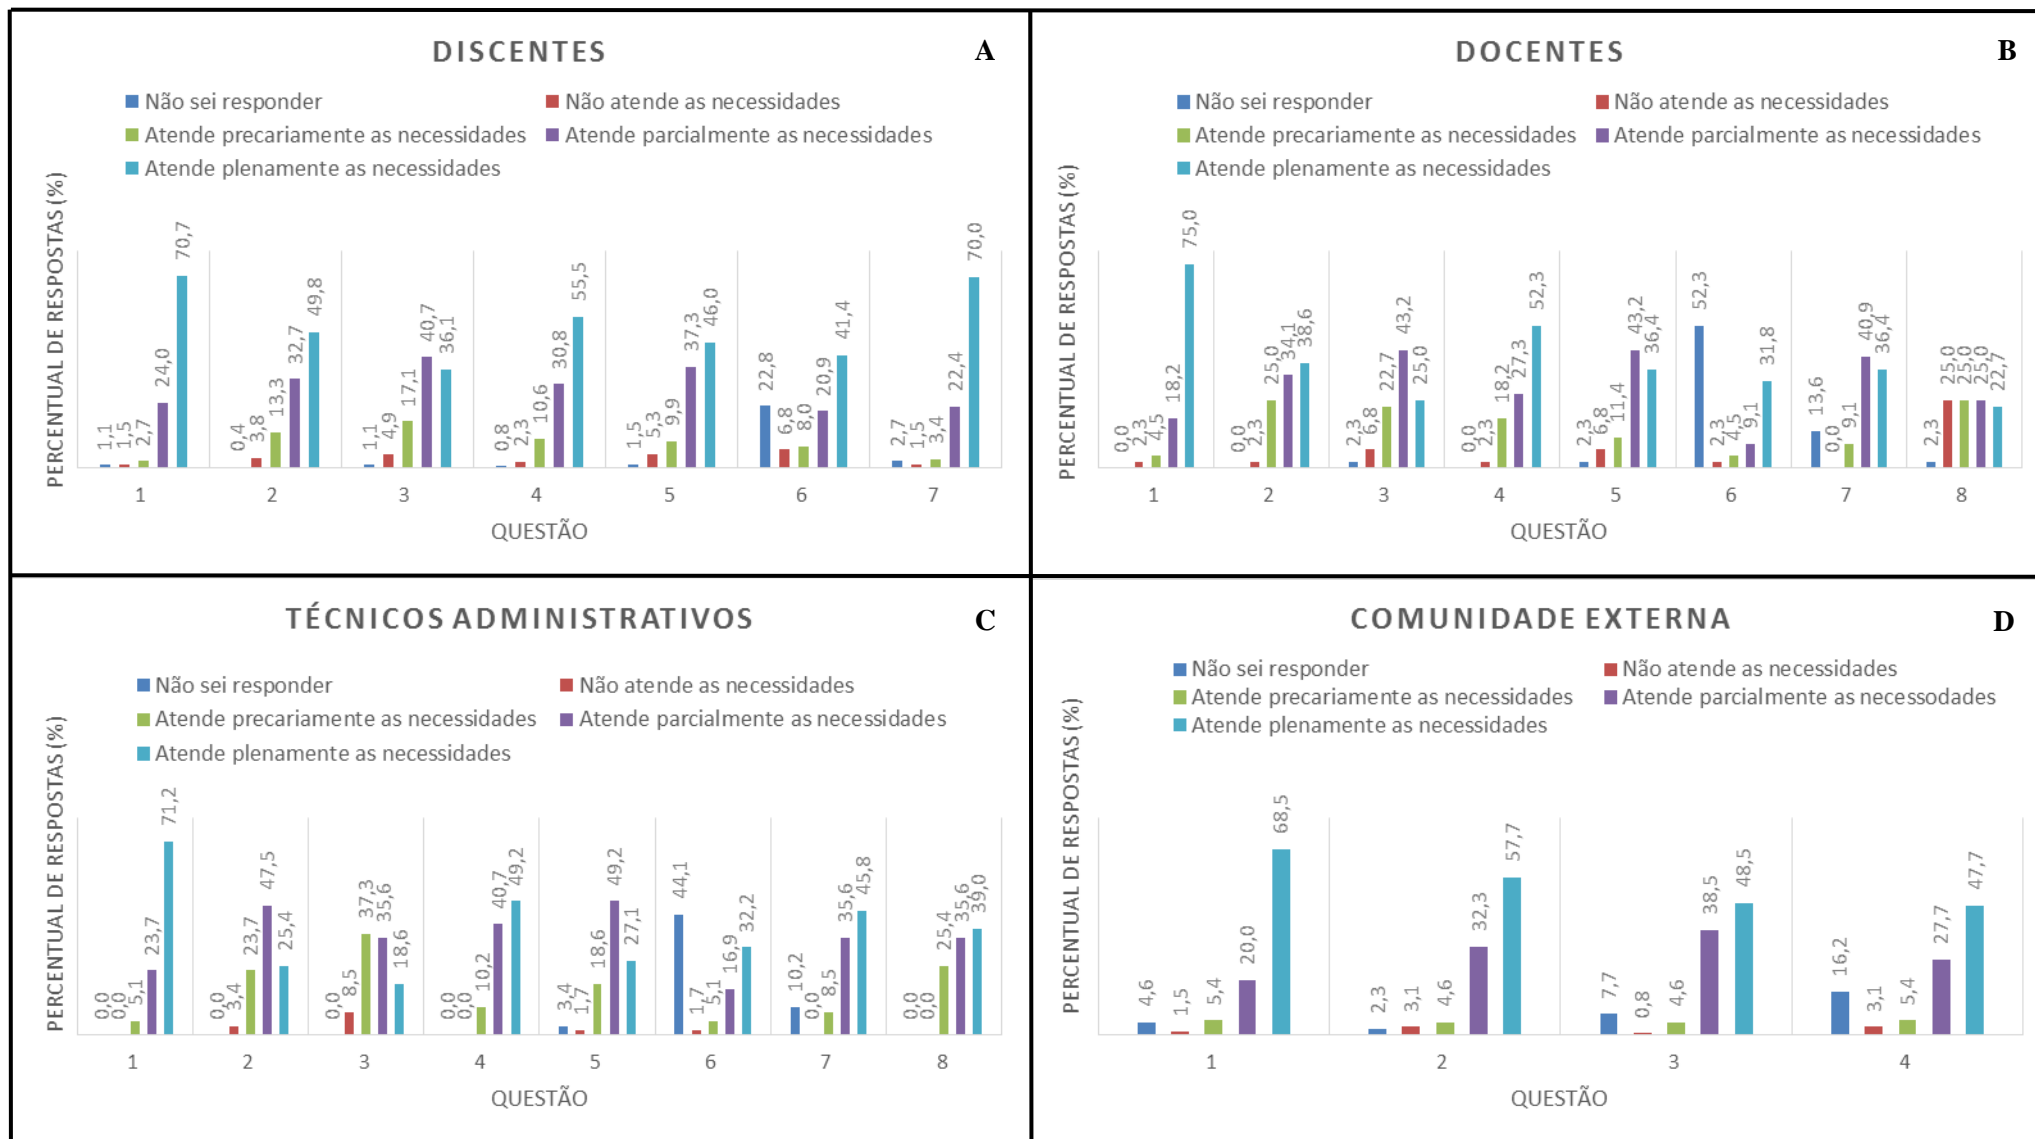 DISCENTES
A
Não sei responder
Não atende as necessidades
Atende precariamente as necessidades
Atende parcialmente as necessidades
Atende plenamente as necessidades
PERCENTUAL DE RESPOSTAS (%)
1,1 1,5 2,7 24,0 70,7
0,4 3,8 13,3 32,7 49,8
1,1 4,9 17,1 40,7 36,1
0,8 2,3 10,6 30,8 55,5
1,5 5,3 9,9 37,3 46,0
22,8 6,8 8,0 20,9 41,4
2,7 1,5 3,4 22,4 70,0
1 2 3 4 5 6 7
QUESTÃO
DOCENTES
B
Não sei responder
Não atende as necessidades
Atende precariamente as necessidades
Atende parcialmente as necessidades
Atende plenamente as necessidades
PERCENTUAL DE RESPOSTAS (%)
0,0 2,3 4,5 18,2 75,0
0,0 2,3 25,0 34,1 38,6
2,3 6,8 22,7 43,2 25,0
0,0 2,3 18,2 27,3 52,3
2,3 6,8 11,4 43,2 36,4
52,3 2,3 4,5 9,1 31,8
13,6 0,0 9,1 40,9 36,4
2,3 25,0 25,0 25,0 22,7
1 2 3 4 5 6 7 8
QUESTÃO
TÉCNICOS ADMINISTRATIVOS
C
Não sei responder
Não atende as necessidades
Atende precariamente as necessidades
Atende parcialmente as necessidades
Atende plenamente as necessidades
PERCENTUAL DE RESPOSTAS (%)
0,0 0,0 5,1 23,7 71,2
0,0 3,4 23,7 47,5 25,4
0,0 8,5 37,3 35,6 18,6
0,0 0,0 10,2 40,7 49,2
3,4 1,7 18,6 49,2 27,1
44,1 1,7 5,1 16,9 32,2
10,2 0,0 8,5 35,6 45,8
0,0 0,0 25,4 35,6 39,0
1 2 3 4 5 6 7 8
QUESTÃO
COMUNIDADE EXTERNA
D
Não sei responder
Não atende as necessidades
Atende precariamente as necessidades
Atende parcialmente as necessodades
Atende plenamente as necessidades
PERCENTUAL DE RESPOSTAS (%)
4,6 1,5 5,4 20,0 68,5
2,3 3,1 4,6 32,3 57,7
7,7 0,8 4,6 38,5 48,5
16,2 3,1 5,4 27,7 47,7
1 2 3 4
QUESTÃO